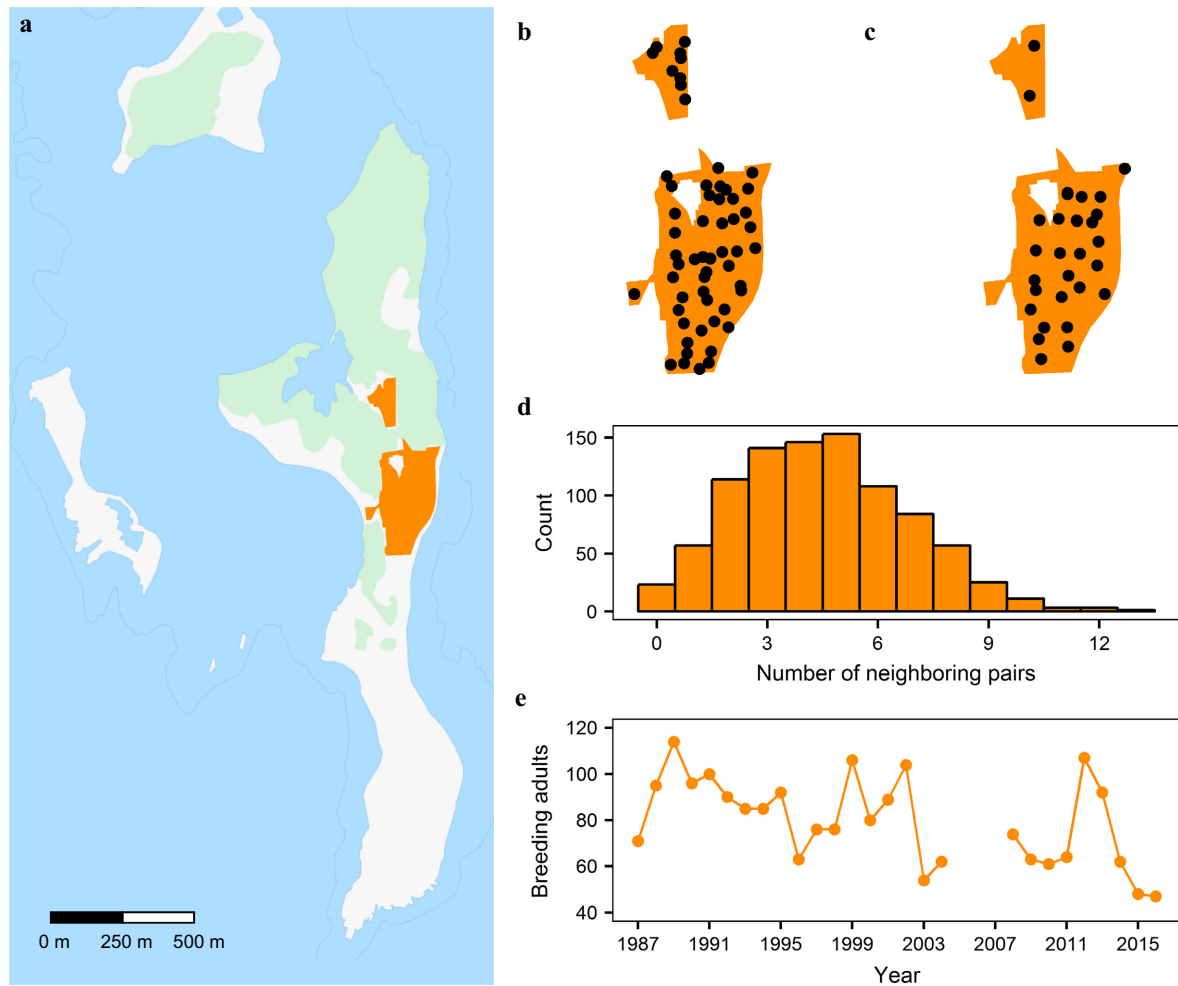 a
0 m 250 m 500 m
b
c
d
150
100
50
0
Count
0 3 6 9 12
Number of neighboring pairs
e
120
100
80
60
40
Breeding adults
1987 1991 1995 1999 2003 2007 2011 2015
Year